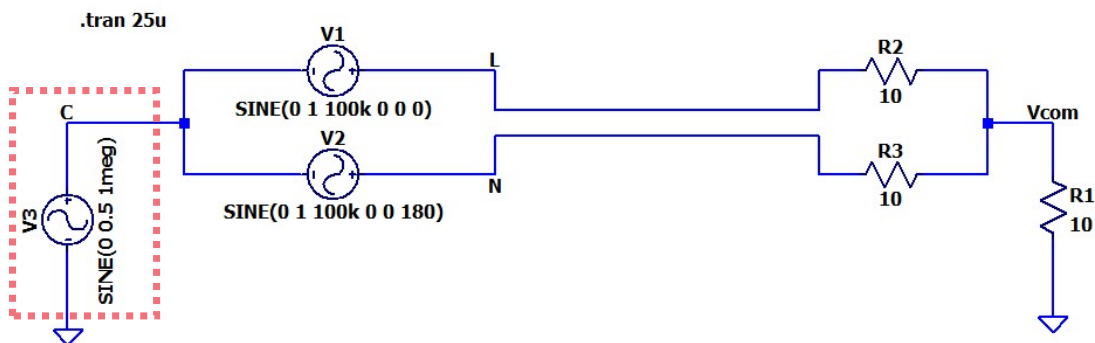 .tran 25u
V1
L
SINE(0 1 100k 0 0 0)
C
V3
SINE(0 0.5 1meg)
V2
N
SINE(0 1 100k 0 0 180)
R2
10
R3
10
Vcom
R1
10